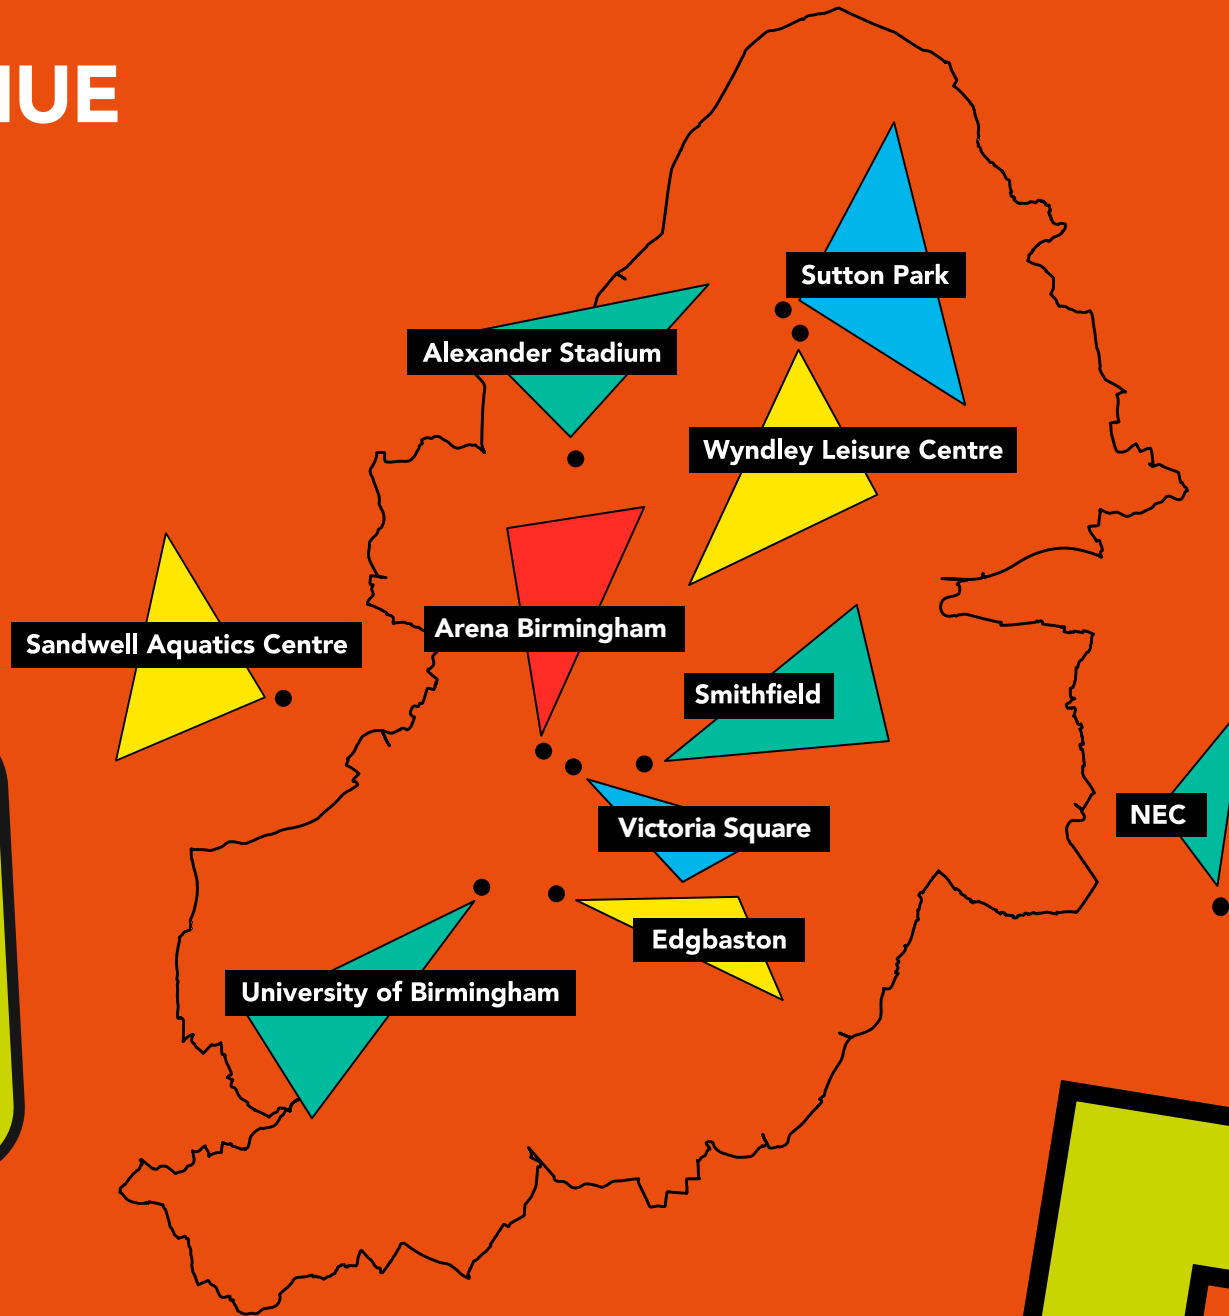 Sutton Park
Alexander Stadium
Wyndley Leisure Centre
Arena Birmingham
Sandwell Aquatics Centre
Smithfield
NEC
Victoria Square
Edgbaston
University of Birmingham